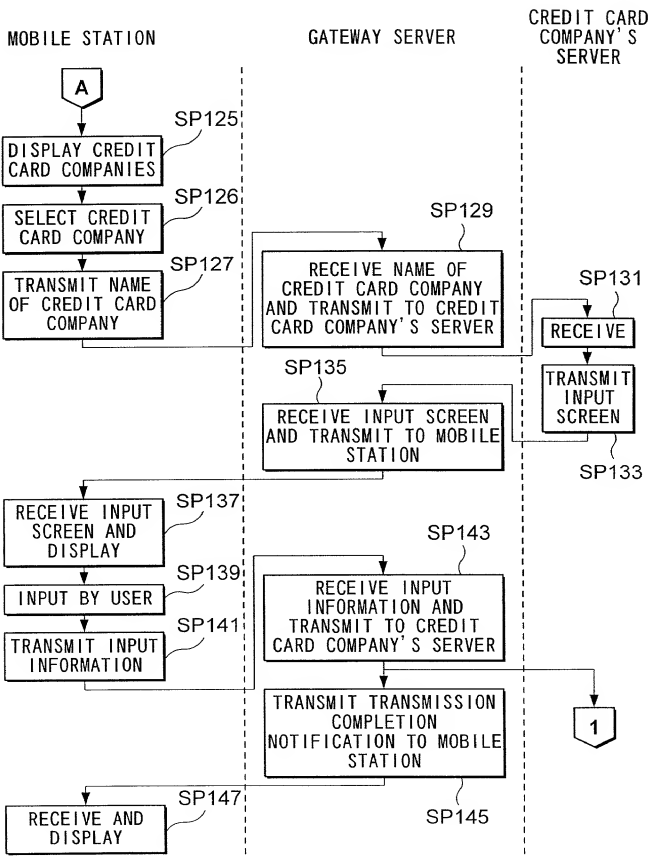 MOBILE STATION
GATEWAY SERVER
CREDIT CARD
COMPANY'S
SERVER
A
SP125
DISPLAY CREDIT
CARD COMPANIES
SP126
SELECT CREDIT
CARD COMPANY
SP127
TRANSMIT NAME
OF CREDIT CARD
COMPANY
SP129
RECEIVE NAME OF
CREDIT CARD COMPANY
AND TRANSMIT TO CREDIT
CARD COMPANY'S SERVER
SP131
RECEIVE
TRANSMIT
INPUT
SCREEN
SP133
SP135
RECEIVE INPUT SCREEN
AND TRANSMIT TO MOBILE
STATION
SP137
RECEIVE INPUT
SCREEN AND
DISPLAY
SP139
INPUT BY USER
SP141
TRANSMIT INPUT
INFORMATION
SP143
RECEIVE INPUT
INFORMATION AND
TRANSMIT TO CREDIT
CARD COMPANY'S SERVER
1
TRANSMIT TRANSMISSION
COMPLETION
NOTIFICATION TO MOBILE
STATION
SP145
SP147
RECEIVE AND
DISPLAY